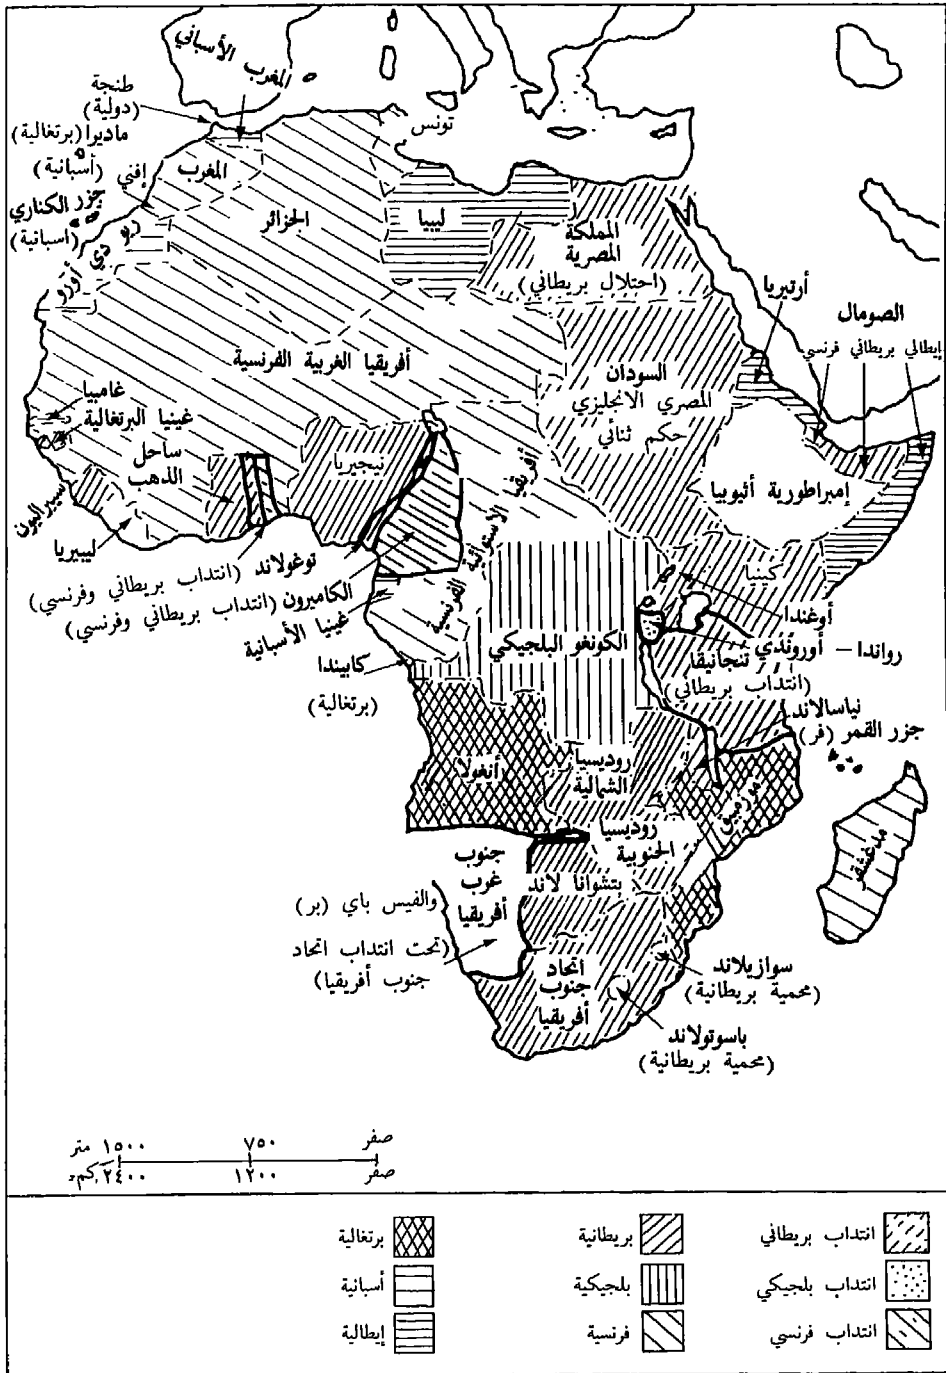 المغرب الأسباني
طنجة
(دولية)
ماديرا (برتغالية)
(أسبانية)
إفني
جزر الكناري
(اسبانية)
ريو دي أورو
المغرب
الجزائر
تونس
ليبيا
المملكة
المصرية
(احتلال بريطاني)
أرتيريا
الصومال
إيطالي بريطاني فرنسي
أفريقيا الغربية الفرنسية
السودان
المصري الانجليزي
حكم ثنائي
غامبيا
غينيا البرتغالية
ساحل
الذهب
نيجيريا
أفريقيا الأستوائية الفرنسية
إمبراطورية أثيوبيا
سيراليون
ليبيريا
توغولاند (انتداب بريطاني وفرنسي)
الكاميرون (انتداب بريطاني وفرنسي)
غينيا الأسبانية
كينيا
أوغندا
كابيندا
(برتغالية)
الكونغو البلجيكي
رواندا – أوروندي
تنجانيقا
(انتداب بريطاني)
نياسالاند
جزر القمر (فر)
أنغولا
روديسيا
الشمالية
موزمبيق
مدغشقر
روديسيا
الجنوبية
جنوب
غرب
أفريقيا
والفيس باي (بر)
(تحت انتداب اتحاد
جنوب أفريقيا)
بتشوانا لاند
اتحاد
جنوب
أفريقيا
سوازيلاند
(محمية بريطانية)
باسوتولاند
(محمية بريطانية)
صفر ٧٥٠ ١٥٠٠ متر
صفر ١٢٠٠ ٢٤٠٠
انتداب بريطاني
بريطانية
برتغالية
انتداب بلجيكي
بلجيكية
أسبانية
انتداب فرنسي
فرنسية
إيطالية